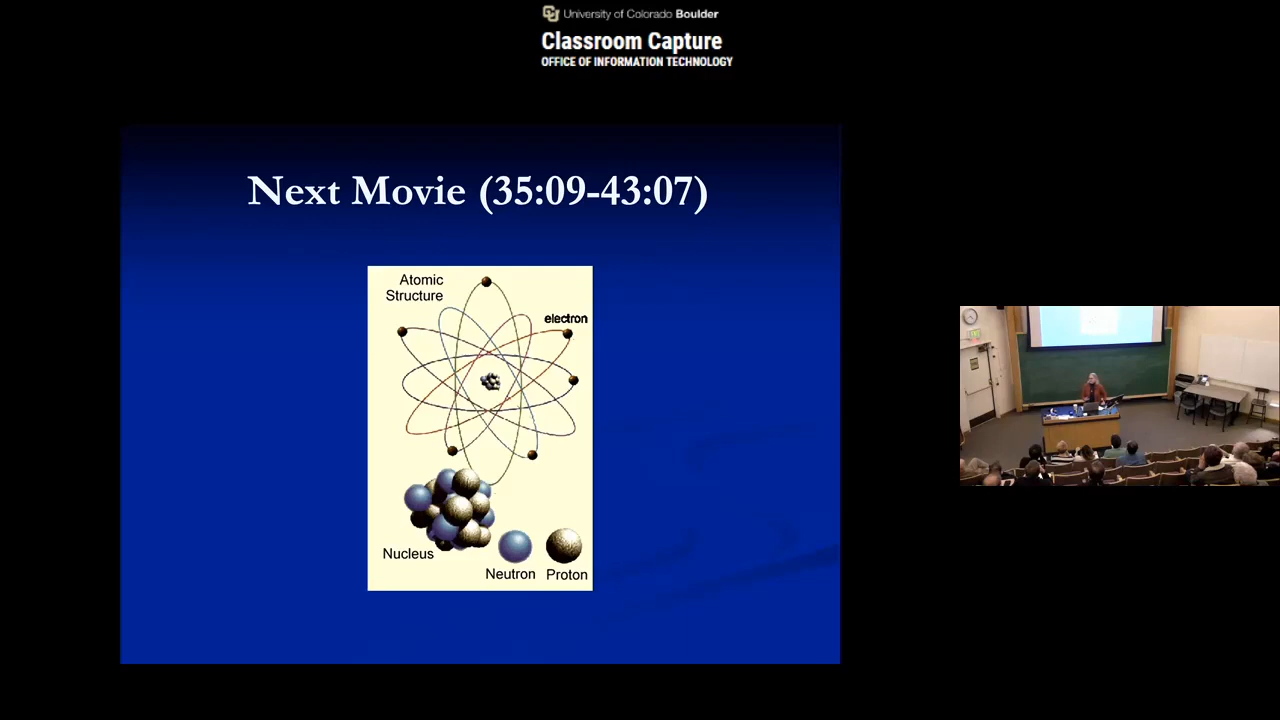 University of Colorado Boulder
Classroom Capture
OFFICE OF INFORMATION TECHNOLOGY
Next Movie (35:09-43:07)
Atomic
Structure
electron
Nucleus
Neutron
Proton